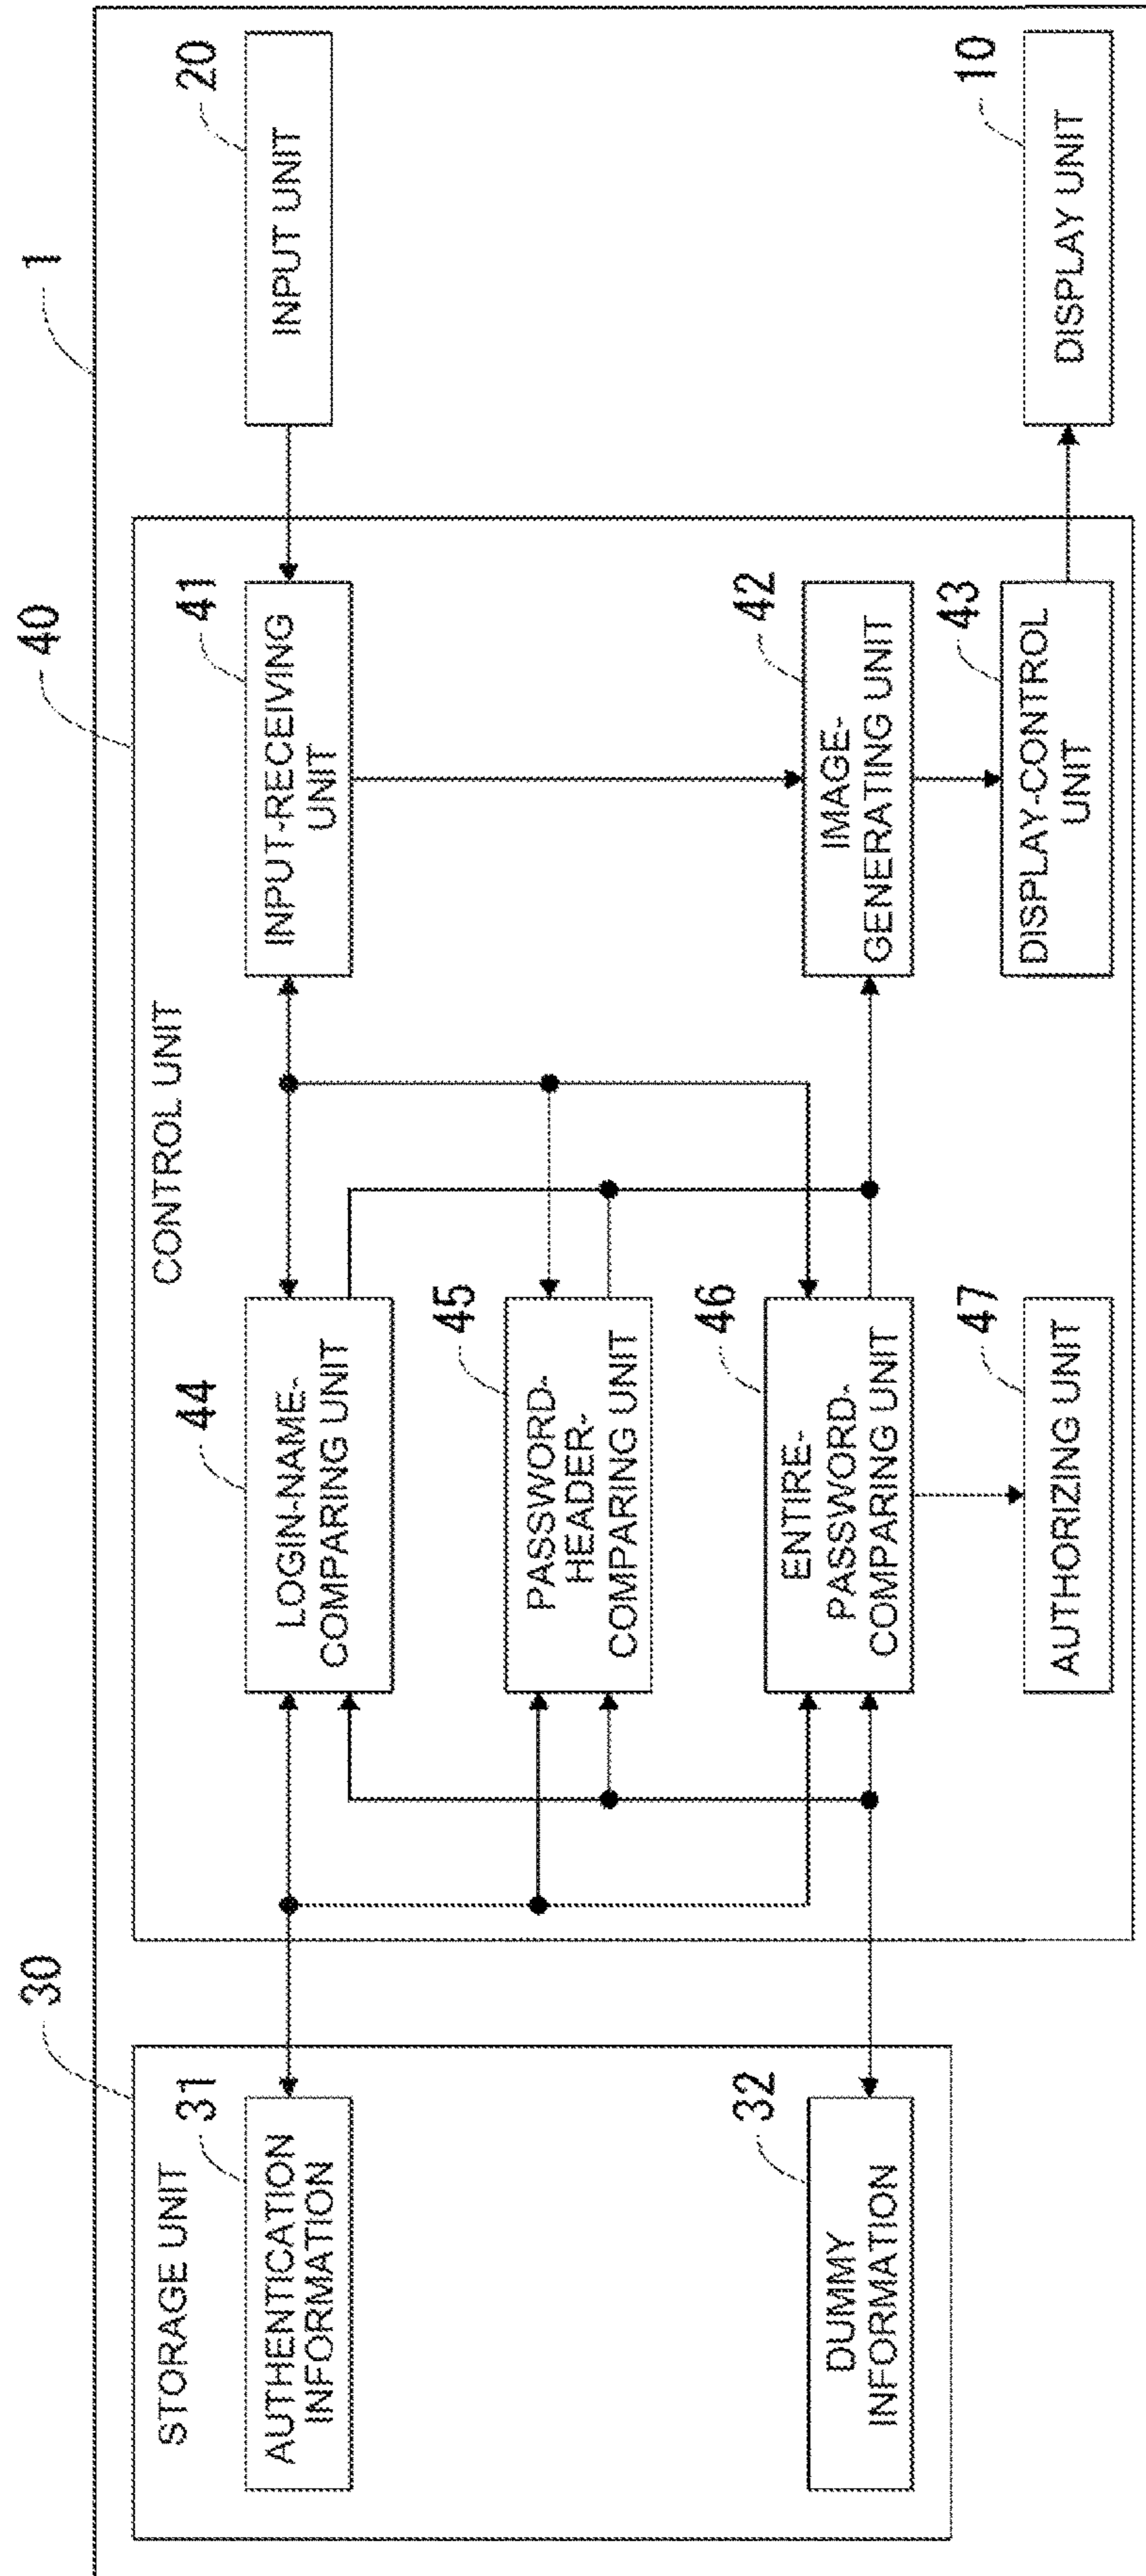 1
30
40
STORAGE UNIT
31
AUTHENTICATION
INFORMATION
32
DUMMY
INFORMATION
CONTROL UNIT
44
LOGIN-NAME-
COMPARING UNIT
45
PASSWORD-
HEADER-
COMPARING UNIT
46
ENTIRE-
PASSWORD-
COMPARING UNIT
47
AUTHORIZING UNIT
41
INPUT-RECEIVING
UNIT
42
IMAGE-
GENERATING UNIT
43
DISPLAY-CONTROL
UNIT
20
INPUT UNIT
10
DISPLAY UNIT